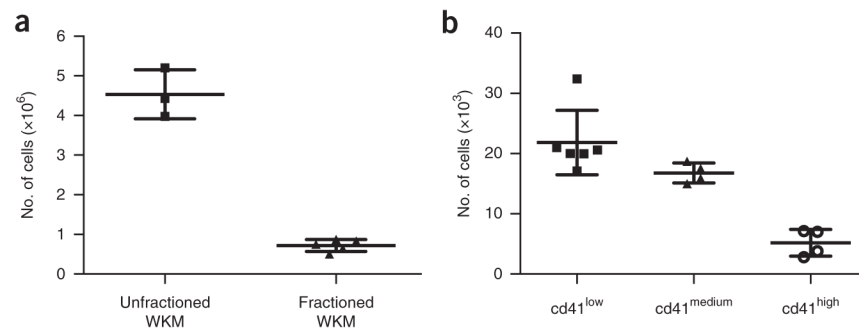 a
No. of cells (×10⁶)
6
5
4
3
2
1
0
Unfractioned
WKM
Fractioned
WKM
b
No. of cells (×10³)
40
30
20
10
0
cd41low
cd41medium
cd41high